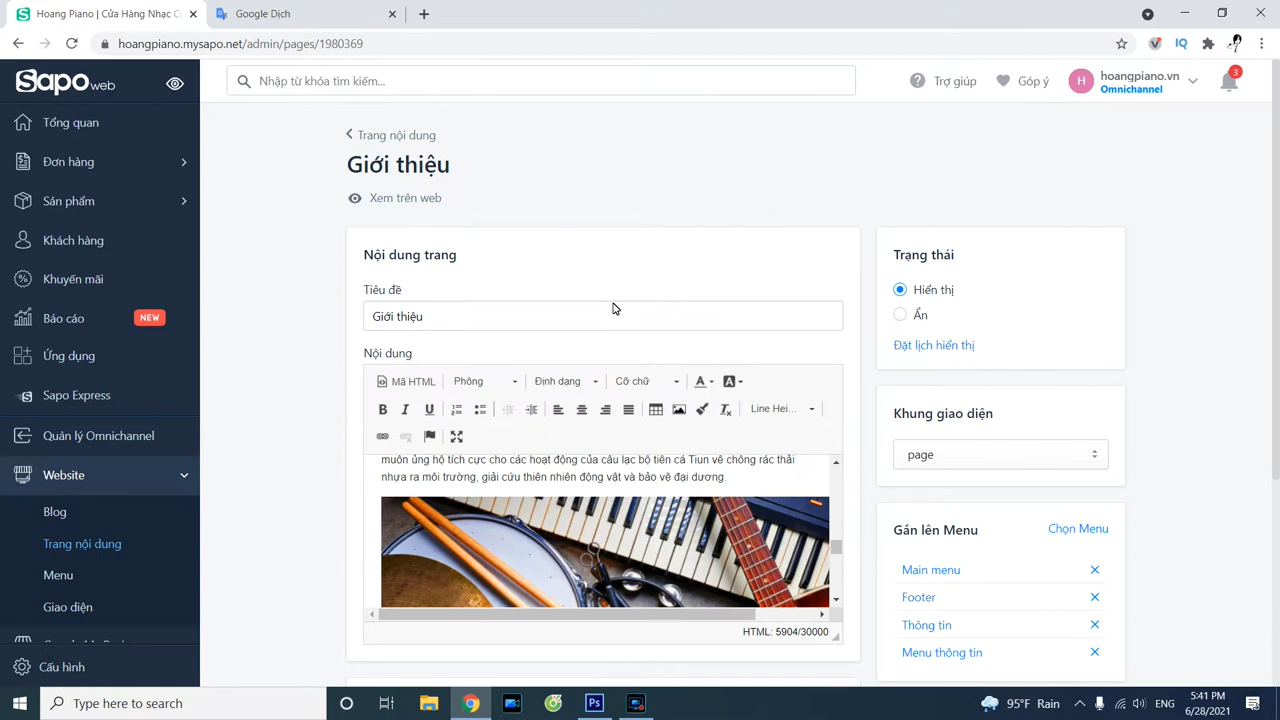 Hoang Piano | Cửa Hàng Nhạc C
Google Dịch
hoangpiano.mysapo.net/admin/pages/1980369
IQ
Sapo web
Nhập từ khóa tìm kiếm...
Trợ giúp
Góp ý
H
hoangpiano.vn
Omnichannel
3
Tổng quan
Đơn hàng
Sản phẩm
Khách hàng
Khuyến mãi
Báo cáo
NEW
Ứng dụng
Sapo Express
Quản lý Omnichannel
Website
Blog
Trang nội dung
Menu
Giao diện
Cấu hình
Trang nội dung
Giới thiệu
Xem trên web
Nội dung trang
Tiêu đề
Giới thiệu
Nội dung
Mã HTML
Phông
Định dạng
Cỡ chữ
A
A
B I U
Line Hei...
muôn ủng hộ tích cực cho các hoạt động của câu lạc bộ tiên cá Tiun về chống rác thải
nhựa ra môi trường, giải cứu thiên nhiên động vật và bảo vệ đại dương.
HTML: 5904/30000
Trạng thái
Hiển thị
Ẩn
Đặt lịch hiển thị
Khung giao diện
page
Gắn lên Menu
Chọn Menu
Main menu
Footer
Thông tin
Menu thông tin
Type here to search
Ps
95°F Rain
ENG
5:41 PM
6/28/2021